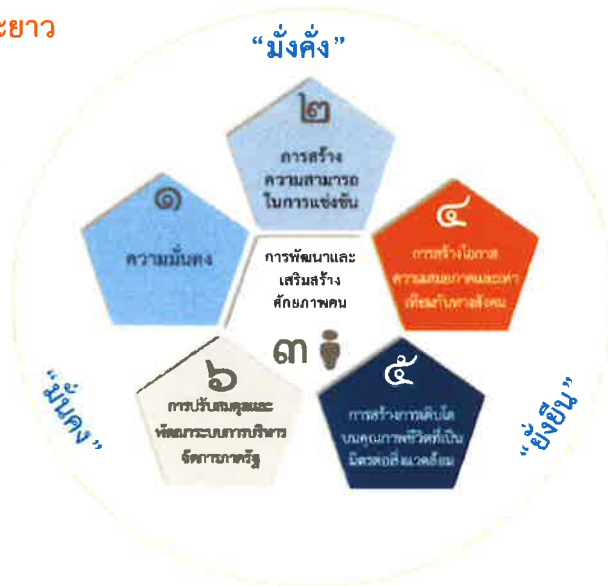 ะยาว
“มั่งคั่ง”
๒
การสร้าง
ความสามารถ
ในการแข่งขัน
๑
ความมั่นคง
๔
การสร้างโอกาส
ความเสมอภาคและเท่า
เทียมกันทางสังคม
การพัฒนาและ
เสริมสร้าง
ศักยภาพคน
๓
๖
การปรับสมดุลและ
พัฒนาระบบการบริหาร
จัดการภาครัฐ
๕
การสร้างการเติบโต
บนคุณภาพชีวิตที่เป็น
มิตรต่อสิ่งแวดล้อม
“มั่นคง”
“ยั่งยืน”